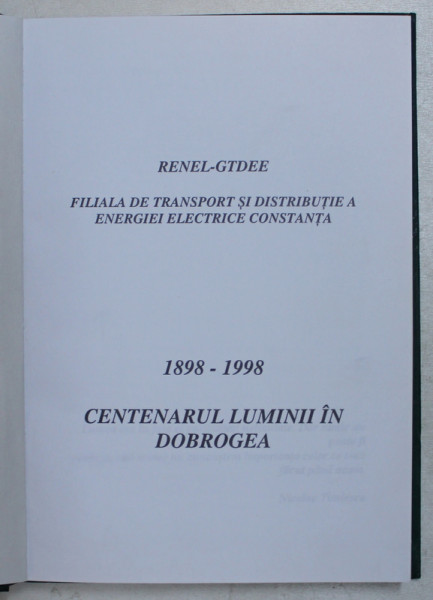 RENEL-GTDEE
FILIALA DE TRANSPORT ȘI DISTRIBUȚIE A
ENERGIEI ELECTRICE CONSTANȚA
1898 - 1998
CENTENARUL LUMINII ÎN
DOBROGEA